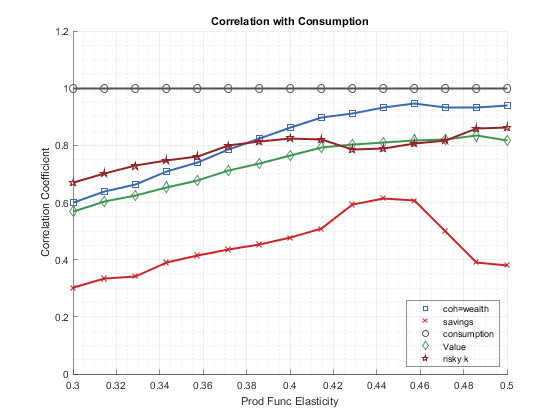 Correlation with Consumption
1.2
1
0.8
0.6
0.4
0.2
0
Correlation Coefficient
0.3 0.32 0.34 0.36 0.38 0.4 0.42 0.44 0.46 0.48 0.5
Prod Func Elasticity
coh=wealth
savings
consumption
Value
risky k